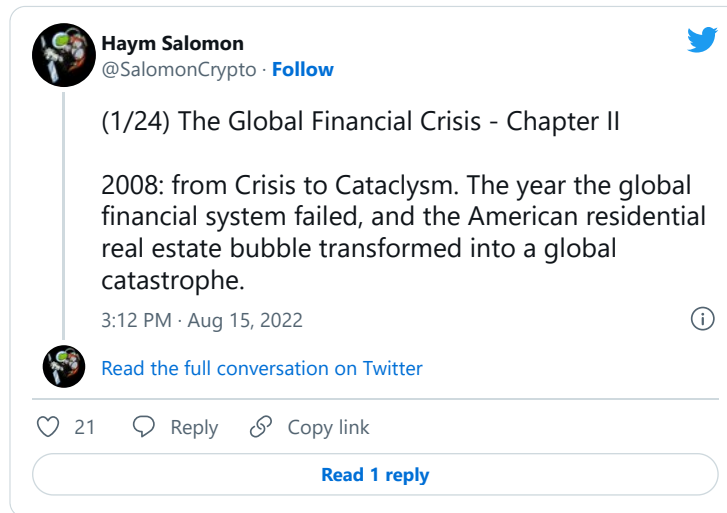 Haym Salomon
@SalomonCrypto · Follow
(1/24) The Global Financial Crisis - Chapter II
2008: from Crisis to Cataclysm. The year the global
financial system failed, and the American residential
real estate bubble transformed into a global
catastrophe.
3:12 PM · Aug 15, 2022
Read the full conversation on Twitter
21 Reply Copy link
Read 1 reply